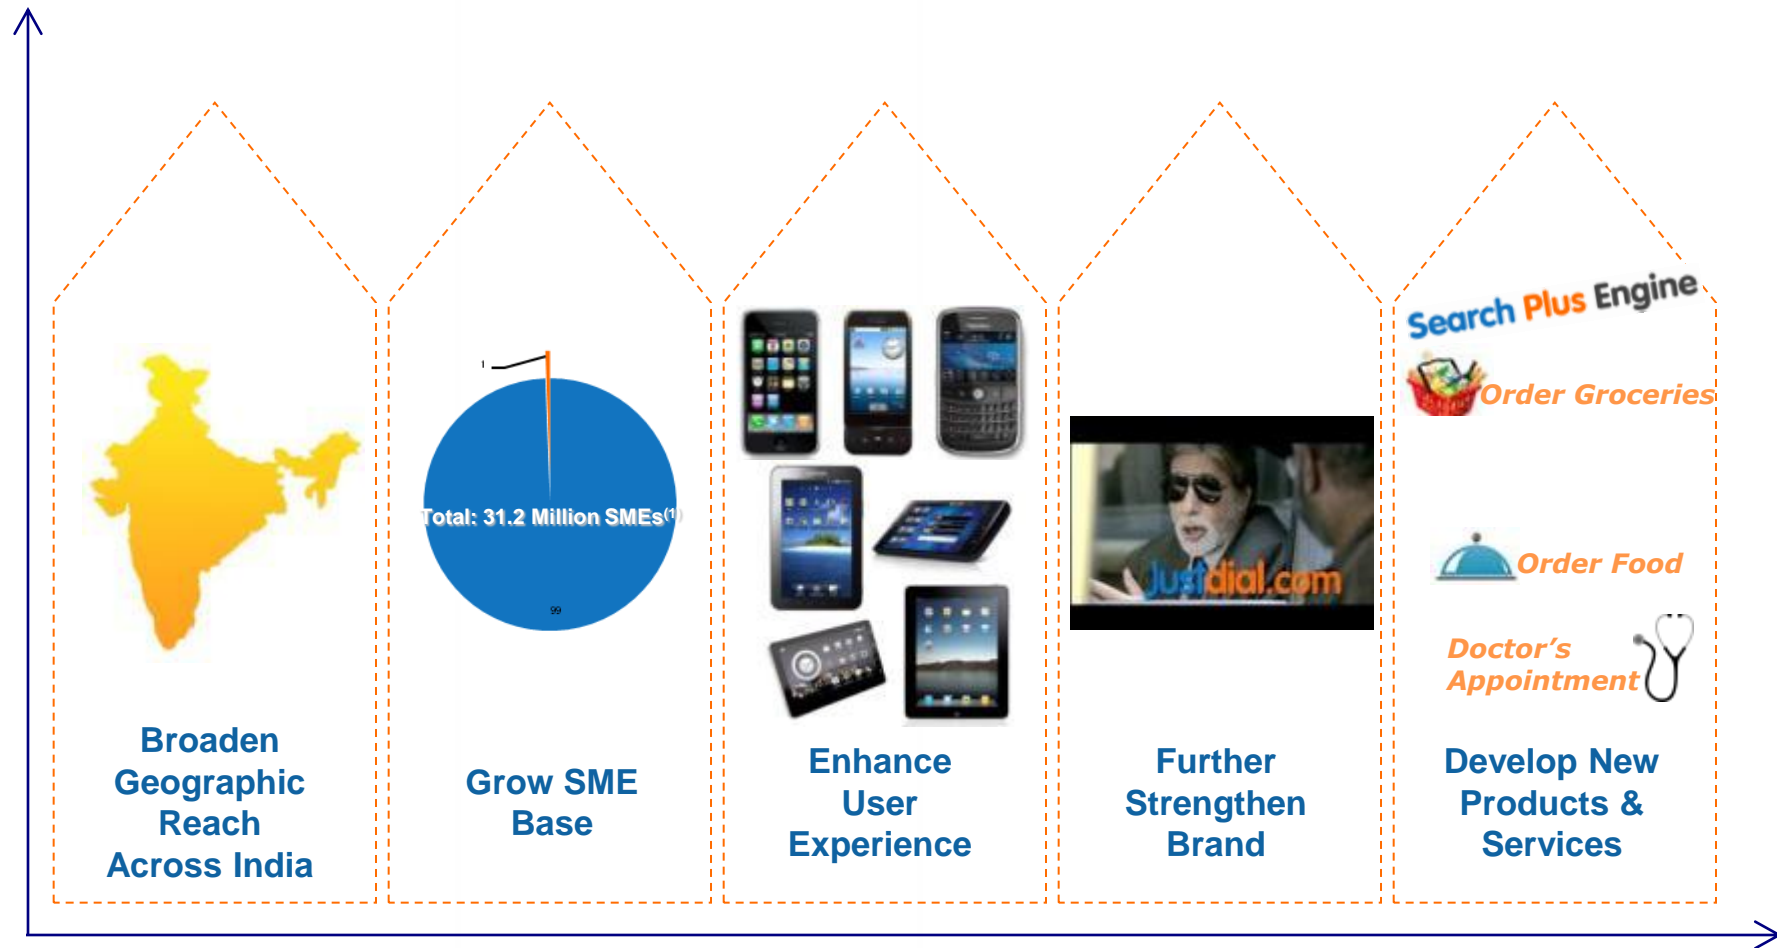 Broaden
Geographic
Reach
Across India
1
Total: 31.2 Million SMEs(1)
99
Grow SME
Base
Enhance
User
Experience
Justdial.com
Further
Strengthen
Brand
Search Plus Engine
Order Groceries
Order Food
Doctor’s
Appointment
Develop New
Products &
Services